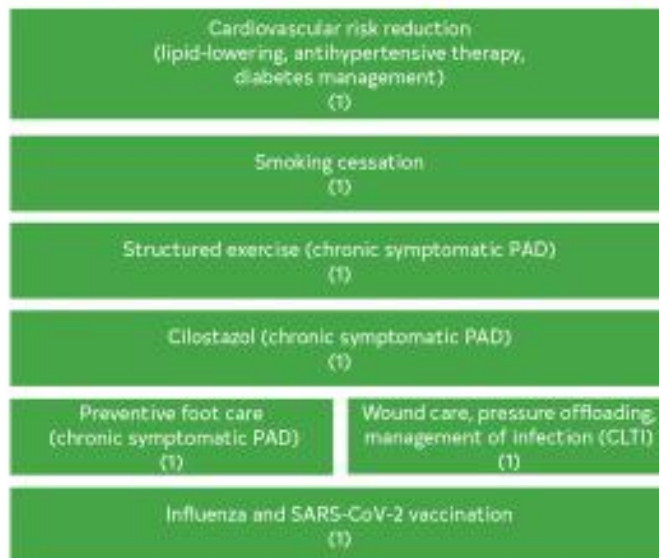 Cardiovascular risk reduction
(lipid-lowering, antihypertensive therapy,
diabetes management)
(1)
Smoking cessation
(1)
Structured exercise (chronic symptomatic PAD)
(1)
Cilostazol (chronic symptomatic PAD)
(1)
Preventive foot care
(chronic symptomatic PAD)
(1)
Wound care, pressure offloading,
management of infection (CLTI)
(1)
Influenza and SARS-CoV-2 vaccination
(1)